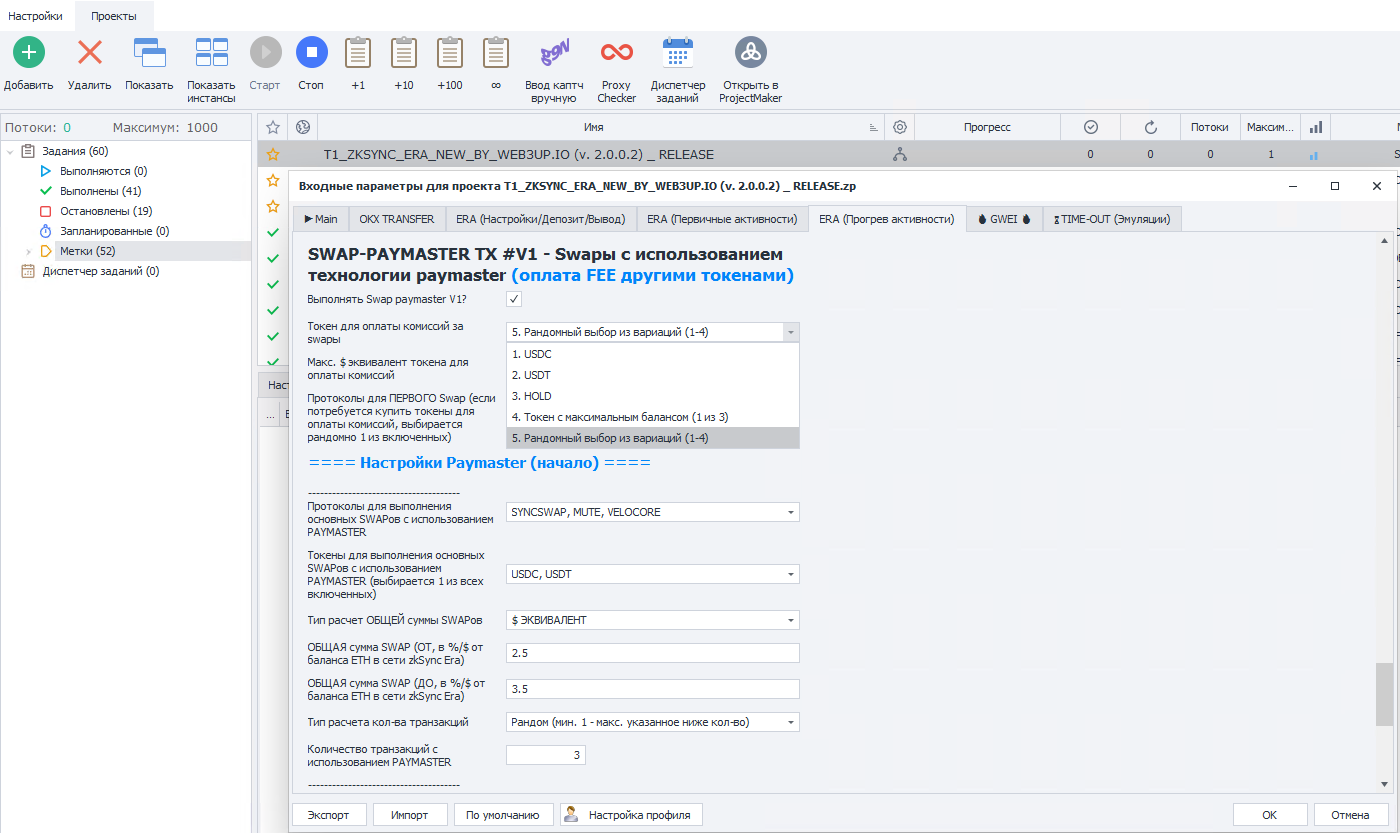 Настройки
Проекты
Добавить
Удалить
Показать
Показать
инстансы
Старт
Стоп
+1
+10
+100
∞
Ввод каптч
вручную
Proxy
Checker
Диспетчер
заданий
Открыть в
ProjectMaker
Потоки: 0
Максимум: 1000
Имя
Прогресс
Потоки
Максим...
Задания (60)
Выполняются (0)
Выполнены (41)
Остановлены (19)
Запланированные (0)
Метки (52)
Диспетчер заданий (0)
T1_ZKSYNC_ERA_NEW_BY_WEB3UP.IO (v. 2.0.0.2) _ RELEASE
0
0
0
1
Входные параметры для проекта T1_ZKSYNC_ERA_NEW_BY_WEB3UP.IO (v. 2.0.0.2) _ RELEASE.zp
Main
OKX TRANSFER
ERA (Настройки/Депозит/Вывод)
ERA (Первичные активности)
ERA (Прогрев активности)
GWEI
TIME-OUT (Эмуляции)
SWAP-PAYMASTER TX #V1 - Swapы с использованием
технологии paymaster (оплата FEE другими токенами)
Выполнять Swap paymaster V1?
Токен для оплаты комиссий за
swapы
5. Рандомный выбор из вариаций (1-4)
1. USDC
2. USDT
3. HOLD
4. Токен с максимальным балансом (1 из 3)
5. Рандомный выбор из вариаций (1-4)
Макс. $ эквивалент токена для
оплаты комиссий
Протоколы для ПЕРВОГО Swap (если
потребуется купить токены для
оплаты комиссий, выбирается
рандомно 1 из включенных)
==== Настройки Paymaster (начало) ====
--------------------------------------
Протоколы для выполнения
основных SWAPов с использованием
PAYMASTER
SYNCSWAP, MUTE, VELOCORE
Токены для выполнения основных
SWAPов с использованием
PAYMASTER (выбирается 1 из всех
включенных)
USDC, USDT
Тип расчет ОБЩЕЙ суммы SWAPов
$ ЭКВИВАЛЕНТ
ОБЩАЯ сумма SWAP (ОТ, в %/$ от
баланса ETH в сети zkSync Era)
2.5
ОБЩАЯ сумма SWAP (ДО, в %/$ от
баланса ETH в сети zkSync Era)
3.5
Тип расчета кол-ва транзакций
Рандом (мин. 1 - макс. указанное ниже кол-во)
Количество транзакций с
использованием PAYMASTER
3
--------------------------------------
Экспорт
Импорт
По умолчанию
Настройка профиля
OK
Отмена